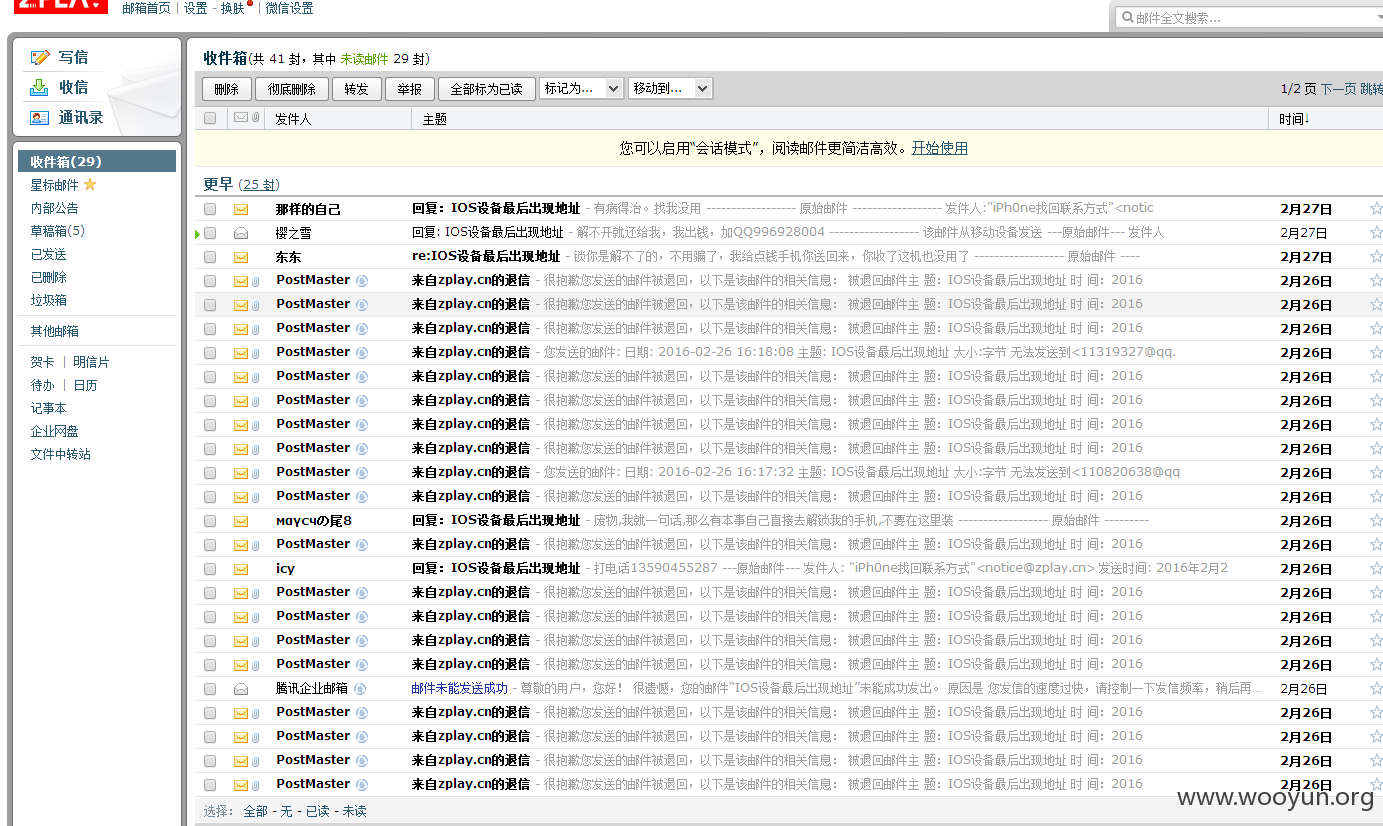 邮箱首页 | 设置 - 换肤 | 微信设置
邮件全文搜索...
写信
收信
通讯录
收件箱(29)
星标邮件
内部公告
草稿箱(5)
已发送
已删除
垃圾箱
其他邮箱
贺卡 | 明信片
待办 | 日历
记事本
企业网盘
文件中转站
收件箱(共 41 封，其中 未读邮件 29 封)
删除 彻底删除 转发 举报 全部标为已读 标记为... 移动到... 1/2 页 下一页 跳转
发件人 主题 时间↓
您可以启用“会话模式”，阅读邮件更简洁高效。开始使用
更早 (25 封)
那样的自己 回复：IOS设备最后出现地址 - 有病得治。找我没用 ------------------ 原始邮件 ------------------ 发件人:"iPh0ne找回联系方式"<notic 2月27日
樱之雪 回复: IOS设备最后出现地址 - 解不开就还给我，我出钱，加QQ996928004 ------------------ 该邮件从移动设备发送 ---原始邮件--- 发件人 2月27日
东东 re:IOS设备最后出现地址 - 锁你是解不了的，不用骗了，我给点钱手机你送回来，你收了这机也没用了 ------------------ 原始邮件 ---- 2月27日
PostMaster 来自zplay.cn的退信 - 很抱歉您发送的邮件被退回，以下是该邮件的相关信息： 被退回邮件主 题：IOS设备最后出现地址 时 间：2016 2月26日
PostMaster 来自zplay.cn的退信 - 很抱歉您发送的邮件被退回，以下是该邮件的相关信息： 被退回邮件主 题：IOS设备最后出现地址 时 间：2016 2月26日
PostMaster 来自zplay.cn的退信 - 很抱歉您发送的邮件被退回，以下是该邮件的相关信息： 被退回邮件主 题：IOS设备最后出现地址 时 间：2016 2月26日
PostMaster 来自zplay.cn的退信 - 您发送的邮件: 日期: 2016-02-26 16:18:08 主题: IOS设备最后出现地址 大小:字节 无法发送到<11319327@qq. 2月26日
PostMaster 来自zplay.cn的退信 - 很抱歉您发送的邮件被退回，以下是该邮件的相关信息： 被退回邮件主 题：IOS设备最后出现地址 时 间：2016 2月26日
PostMaster 来自zplay.cn的退信 - 很抱歉您发送的邮件被退回，以下是该邮件的相关信息： 被退回邮件主 题：IOS设备最后出现地址 时 间：2016 2月26日
PostMaster 来自zplay.cn的退信 - 很抱歉您发送的邮件被退回，以下是该邮件的相关信息： 被退回邮件主 题：IOS设备最后出现地址 时 间：2016 2月26日
PostMaster 来自zplay.cn的退信 - 很抱歉您发送的邮件被退回，以下是该邮件的相关信息： 被退回邮件主 题：IOS设备最后出现地址 时 间：2016 2月26日
PostMaster 来自zplay.cn的退信 - 您发送的邮件: 日期: 2016-02-26 16:17:32 主题: IOS设备最后出现地址 大小:字节 无法发送到<110820638@qq 2月26日
PostMaster 来自zplay.cn的退信 - 很抱歉您发送的邮件被退回，以下是该邮件的相关信息： 被退回邮件主 题：IOS设备最后出现地址 时 间：2016 2月26日
мαγcчの尾8 回复：IOS设备最后出现地址 - 废物,我就一句话,那么有本事自己直接去解锁我的手机,不要在这里装 ------------------ 原始邮件 --------- 2月26日
PostMaster 来自zplay.cn的退信 - 很抱歉您发送的邮件被退回，以下是该邮件的相关信息： 被退回邮件主 题：IOS设备最后出现地址 时 间：2016 2月26日
icy 回复：IOS设备最后出现地址 - 打电话13590455287 ---原始邮件--- 发件人: "iPh0ne找回联系方式"<notice@zplay.cn> 发送时间: 2016年2月2 2月26日
PostMaster 来自zplay.cn的退信 - 很抱歉您发送的邮件被退回，以下是该邮件的相关信息： 被退回邮件主 题：IOS设备最后出现地址 时 间：2016 2月26日
PostMaster 来自zplay.cn的退信 - 很抱歉您发送的邮件被退回，以下是该邮件的相关信息： 被退回邮件主 题：IOS设备最后出现地址 时 间：2016 2月26日
PostMaster 来自zplay.cn的退信 - 很抱歉您发送的邮件被退回，以下是该邮件的相关信息： 被退回邮件主 题：IOS设备最后出现地址 时 间：2016 2月26日
PostMaster 来自zplay.cn的退信 - 很抱歉您发送的邮件被退回，以下是该邮件的相关信息： 被退回邮件主 题：IOS设备最后出现地址 时 间：2016 2月26日
腾讯企业邮箱 邮件未能发送成功 - 尊敬的用户，您好！ 很遗憾，您的邮件“IOS设备最后出现地址”未能成功发出。 原因是 您发信的速度过快，请控制一下发信频率，稍后再... 2月26日
PostMaster 来自zplay.cn的退信 - 很抱歉您发送的邮件被退回，以下是该邮件的相关信息： 被退回邮件主 题：IOS设备最后出现地址 时 间：2016 2月26日
PostMaster 来自zplay.cn的退信 - 很抱歉您发送的邮件被退回，以下是该邮件的相关信息： 被退回邮件主 题：IOS设备最后出现地址 时 间：2016 2月26日
PostMaster 来自zplay.cn的退信 - 很抱歉您发送的邮件被退回，以下是该邮件的相关信息： 被退回邮件主 题：IOS设备最后出现地址 时 间：2016 2月26日
PostMaster 来自zplay.cn的退信 - 很抱歉您发送的邮件被退回，以下是该邮件的相关信息： 被退回邮件主 题：IOS设备最后出现地址 时 间：2016 2月26日
选择： 全部 - 无 - 已读 - 未读
www.wooyun.org